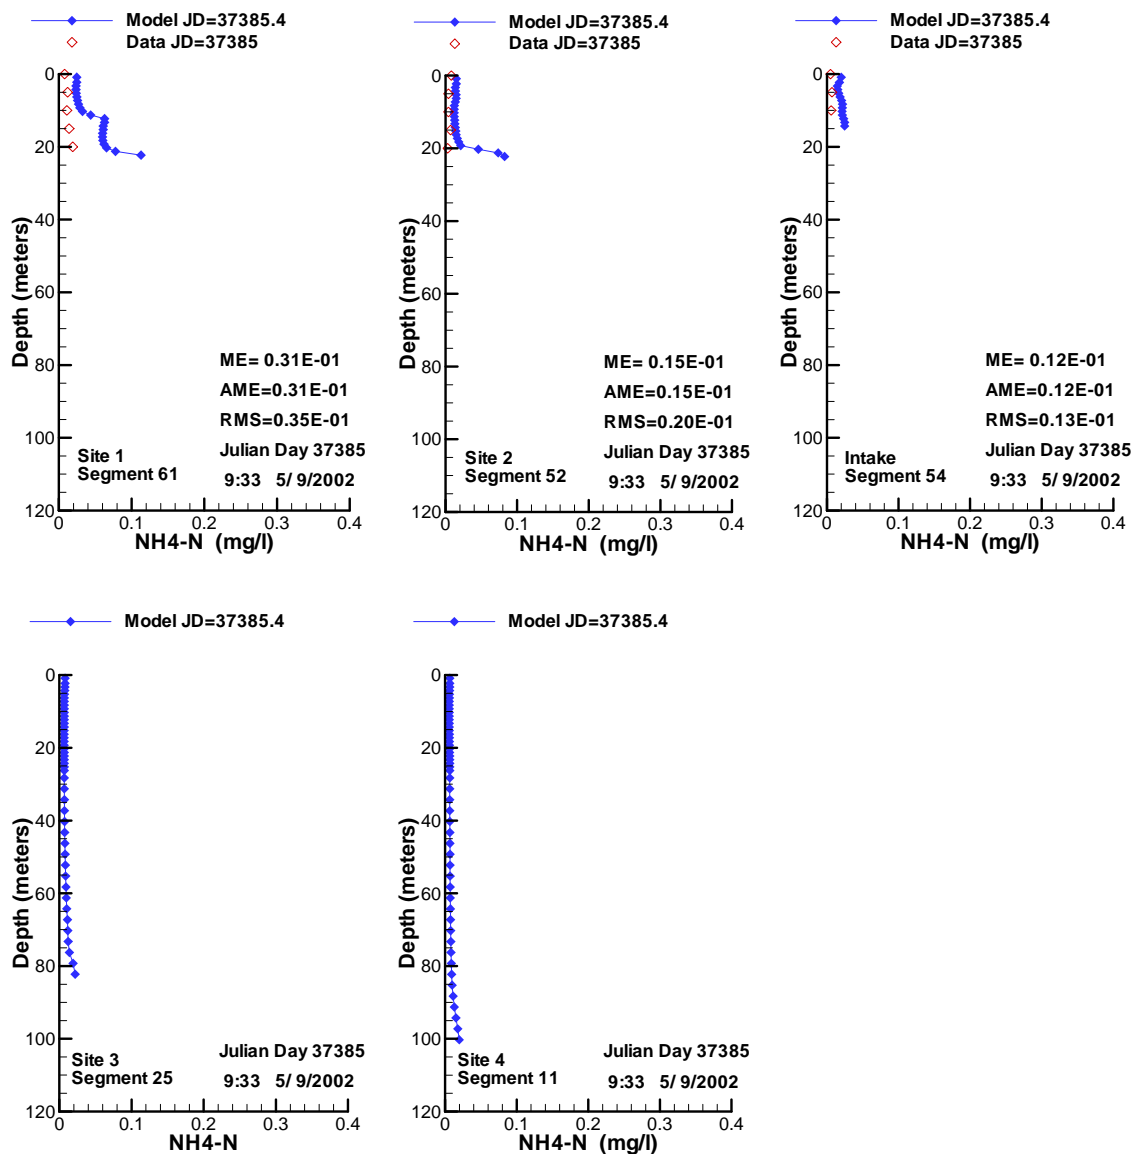 Model JD=37385.4
Data JD=37385
0
20
40
60
80
100
120
Depth (meters)
ME= 0.31E-01
AME=0.31E-01
RMS=0.35E-01
Julian Day 37385
9:33 5/ 9/2002
Site 1
Segment 61
0 0.1 0.2 0.3 0.4
NH4-N (mg/l)
Model JD=37385.4
Data JD=37385
0
20
40
60
80
100
120
Depth (meters)
ME= 0.15E-01
AME=0.15E-01
RMS=0.20E-01
Julian Day 37385
9:33 5/ 9/2002
Site 2
Segment 52
0 0.1 0.2 0.3 0.4
NH4-N (mg/l)
Model JD=37385.4
Data JD=37385
0
20
40
60
80
100
120
Depth (meters)
ME= 0.12E-01
AME=0.12E-01
RMS=0.13E-01
Julian Day 37385
9:33 5/ 9/2002
Intake
Segment 54
0 0.1 0.2 0.3 0.4
NH4-N (mg/l)
Model JD=37385.4
0
20
40
60
80
100
120
Depth (meters)
Julian Day 37385
9:33 5/ 9/2002
Site 3
Segment 25
0 0.1 0.2 0.3 0.4
NH4-N
Model JD=37385.4
0
20
40
60
80
100
120
Depth (meters)
Julian Day 37385
9:33 5/ 9/2002
Site 4
Segment 11
0 0.1 0.2 0.3 0.4
NH4-N (mg/l)